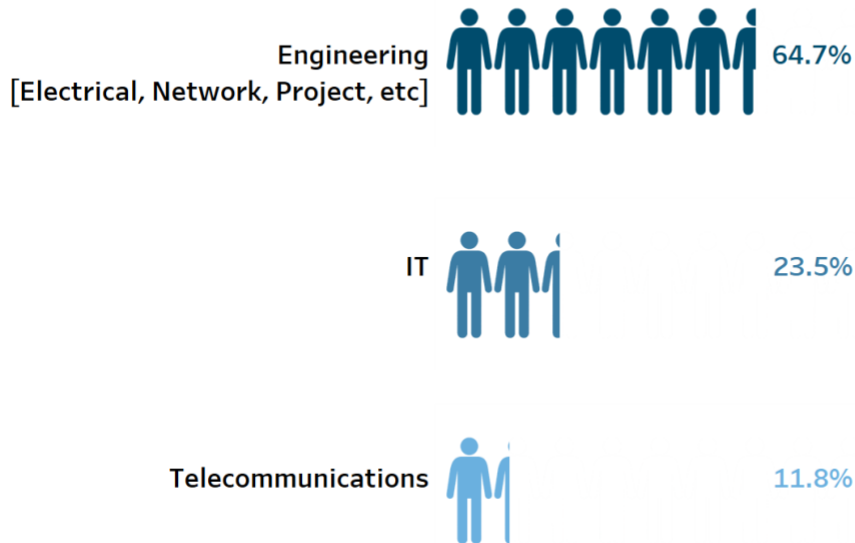 Engineering
[Electrical, Network, Project, etc]
64.7%
IT
23.5%
Telecommunications
11.8%